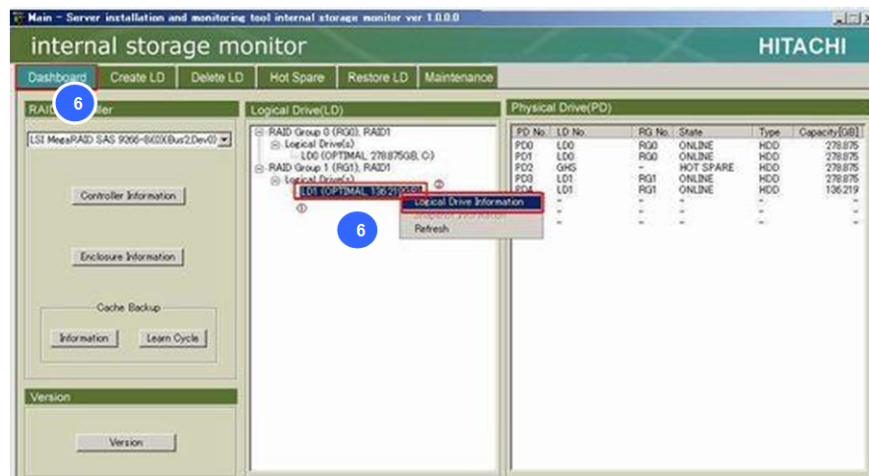 Main - Server installation and monitoring tool internal storage monitor ver 1.0.0.0
internal storage monitor
HITACHI
Dashboard Create LD Delete LD Hot Spare Restore LD Maintenance
6
Logical Drive(LD)
Physical Drive(PD)
LSI MegaRAID SAS 9266-8i(0)(Bus2,Dev0)
Controller Information
Enclosure Information
Cache Backup
Information Learn Cycle
Version
Version
RAID Group 0 (RG0), RAID1
Logical Drive(s)
LD0 (OPTIMAL, 278.875GB, C:)
RAID Group 1 (RG1), RAID1
Logical Drive(s)
②
①
6
Logical Drive Information
Refresh
PD No. LD No. RG No. State Type Capacity[GB]
PD0 LD0 RG0 ONLINE HDD 278.875
PD1 LD0 RG0 ONLINE HDD 278.875
PD2 GHS - HOT SPARE HDD 278.875
PD3 LD1 RG1 ONLINE HDD 278.875
PD4 LD1 RG1 ONLINE HDD 136.219
- - - - - -
- - - - - -
- - - - - -